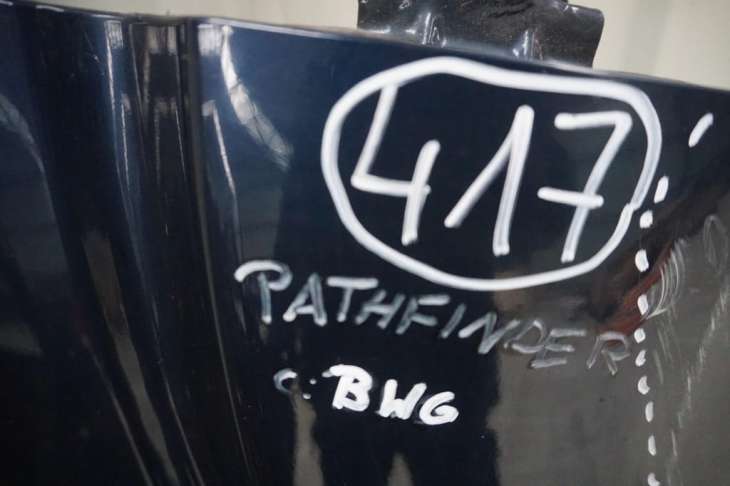 417
PATHFINDER
C: BWG